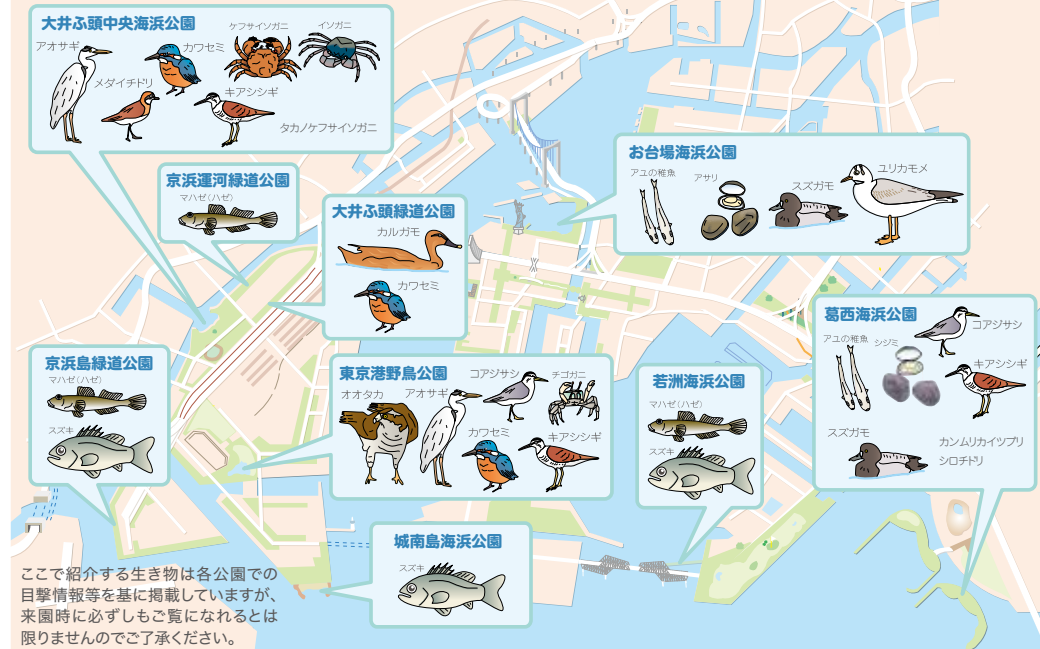 大井ふ頭中央海浜公園
アオサギ
カワセミ
ケフサイソガニ
イソガニ
メダイチドリ
キアシシギ
タカノケフサイソガニ
京浜運河緑道公園
マハゼ(ハゼ)
大井ふ頭緑道公園
カルガモ
カワセミ
お台場海浜公園
アユの稚魚
アサリ
スズガモ
ユリカモメ
京浜島緑道公園
マハゼ(ハゼ)
スズキ
東京港野鳥公園
オオタカ
アオサギ
コアジサシ
チゴガニ
カワセミ
キアシシギ
若洲海浜公園
マハゼ(ハゼ)
スズキ
葛西海浜公園
アユの稚魚
シジミ
コアジサシ
キアシシギ
スズガモ
カンムリカイツブリ
シロチドリ
城南島海浜公園
スズキ
ここで紹介する生き物は各公園での
目撃情報等を基に掲載していますが、
来園時に必ずしもご覧になれるとは
限りませんのでご了承ください。